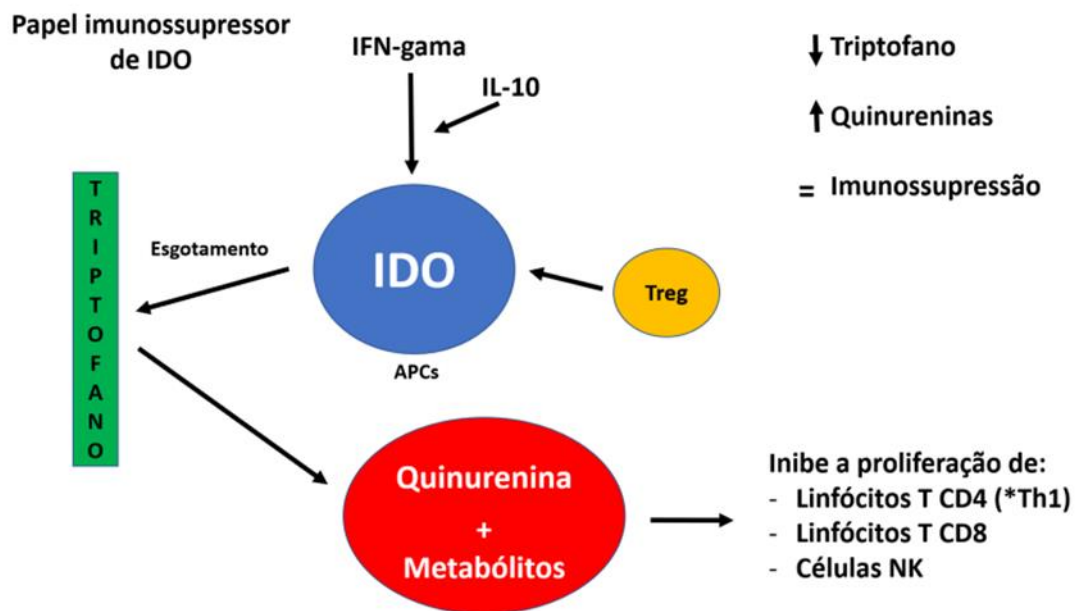 Papel imunossupressor
de IDO
IFN-gama
IL-10
↓ Triptofano
↑ Quinureninas
= Imunossupressão
TRIPTOFANO
Esgotamento
IDO
Treg
APCs
Quinurenina
+
Metabólitos
Inibe a proliferação de:
- Linfócitos T CD4 (*Th1)
- Linfócitos T CD8
- Células NK